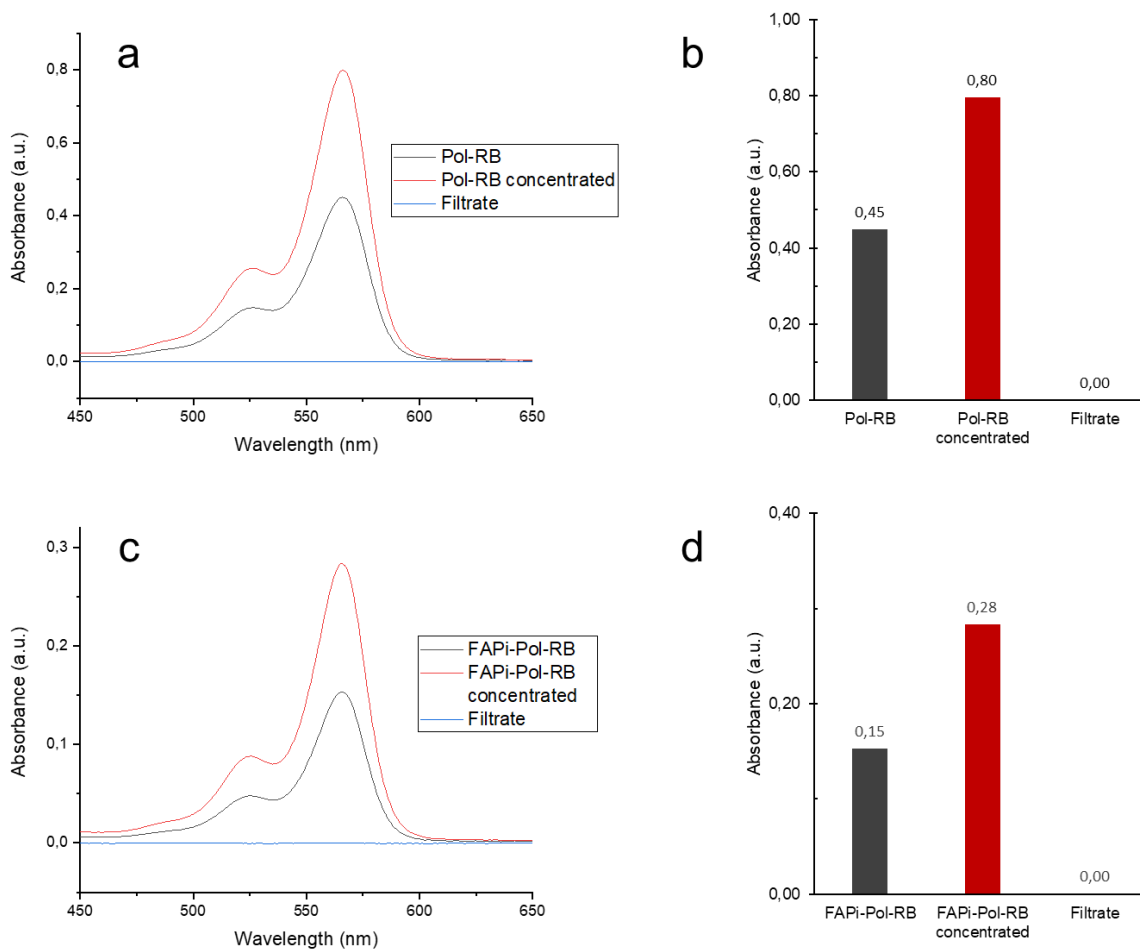 a
0,8
0,6
0,4
0,2
0,0
Absorbance (a.u.)
450
500
550
600
650
Wavelength (nm)
Pol-RB
Pol-RB concentrated
Filtrate
b
1,00
0,80
0,60
0,40
0,20
0,00
Absorbance (a.u.)
0,45
0,80
0,00
Pol-RB
Pol-RB
concentrated
Filtrate
c
0,3
0,2
0,1
0,0
Absorbance (a.u.)
450
500
550
600
650
Wavelength (nm)
FAPi-Pol-RB
FAPi-Pol-RB
concentrated
Filtrate
d
0,40
0,20
0,00
Absorbance (a.u.)
0,15
0,28
0,00
FAPi-Pol-RB
FAPi-Pol-RB
concentrated
Filtrate